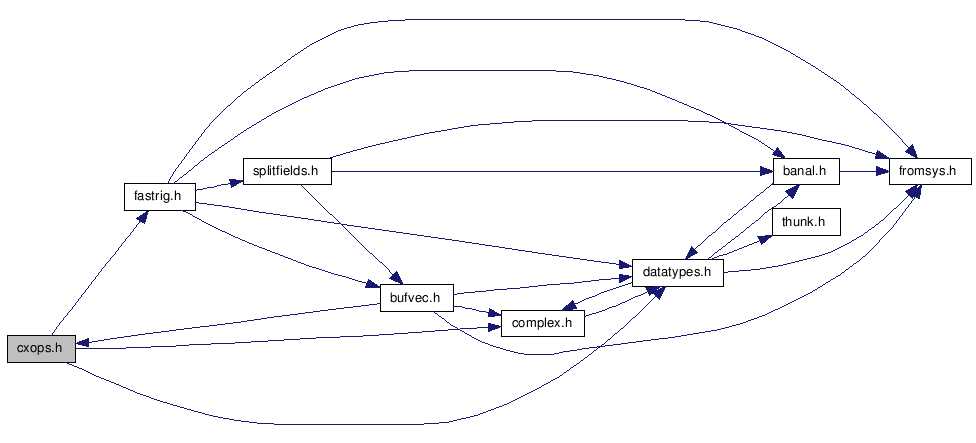 splitfields.h
banal.h
fromsys.h
fastrig.h
thunk.h
datatypes.h
bufvec.h
complex.h
cxops.h